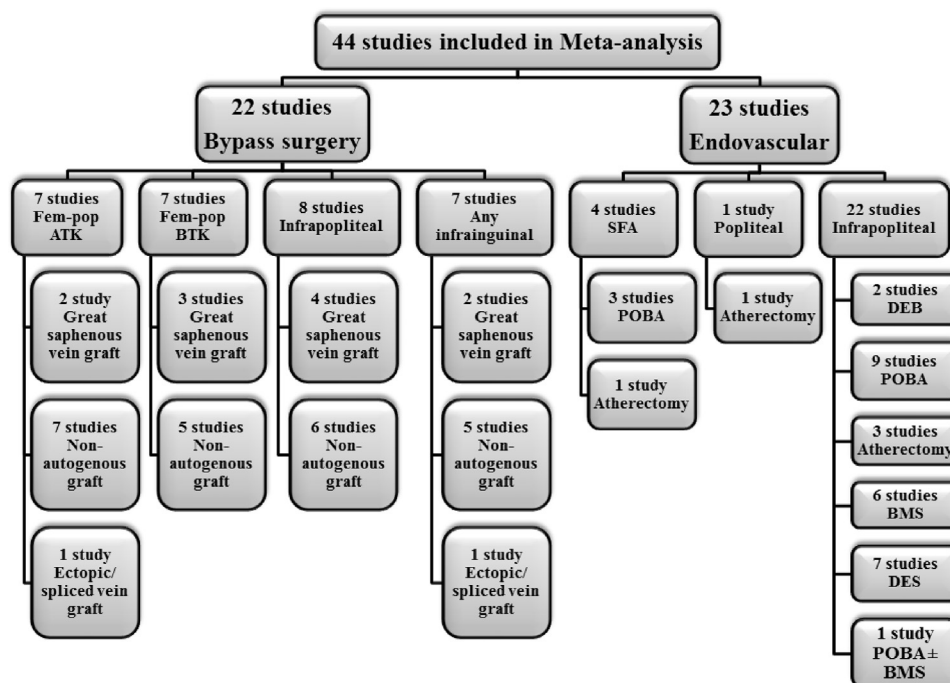 44 studies included in Meta-analysis
22 studies
Bypass surgery
23 studies
Endovascular
7 studies
Fem-pop
ATK
7 studies
Fem-pop
BTK
8 studies
Infrapopliteal
7 studies
Any
infrainguinal
4 studies
SFA
1 study
Popliteal
22 studies
Infrapopliteal
2 study
Great
saphenous
vein graft
7 studies
Non-
autogenous
graft
1 study
Ectopic/
spliced vein
graft
3 studies
Great
saphenous
vein graft
5 studies
Non-
autogenous
graft
4 studies
Great
saphenous
vein graft
6 studies
Non-
autogenous
graft
2 studies
Great
saphenous
vein graft
5 studies
Non-
autogenous
graft
1 study
Ectopic/
spliced vein
graft
3 studies
POBA
1 study
Atherectomy
1 study
Atherectomy
2 studies
DEB
9 studies
POBA
3 studies
Atherectomy
6 studies
BMS
7 studies
DES
1 study
POBA±
BMS